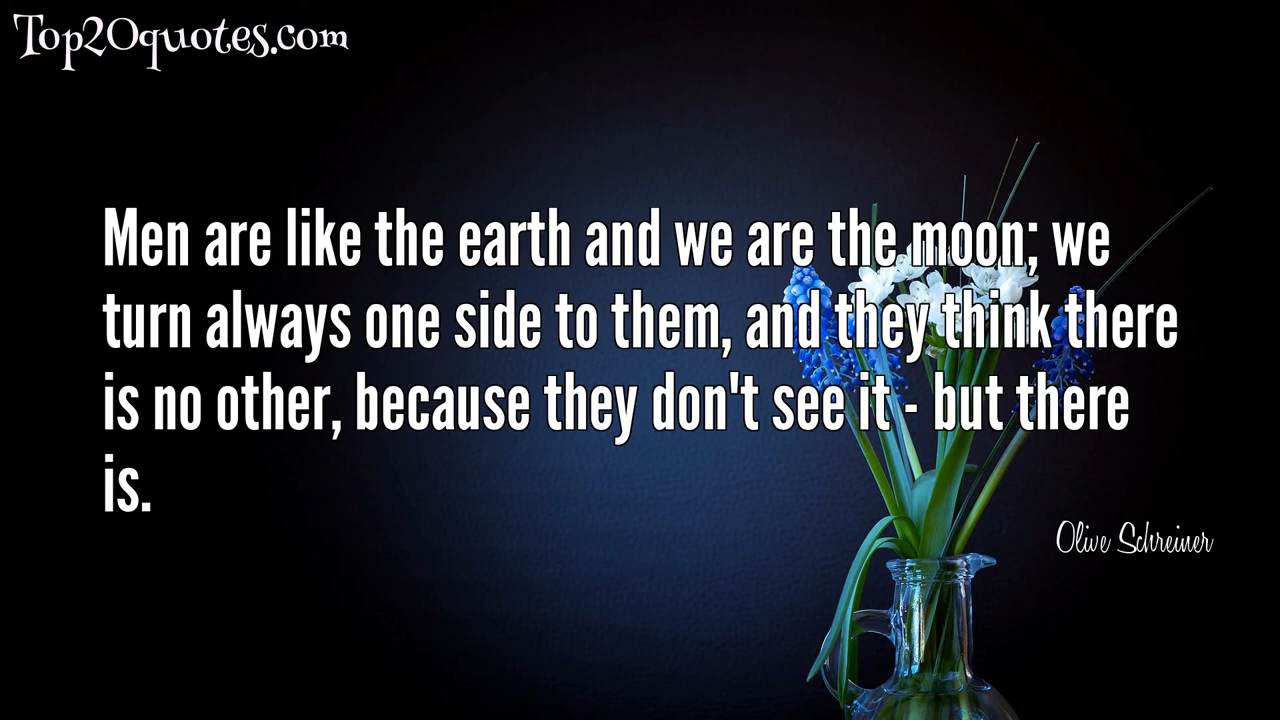 Top20quotes.com
Men are like the earth and we are the moon; we
turn always one side to them, and they think there
is no other, because they don't see it - but there
is.
Olive Schreiner